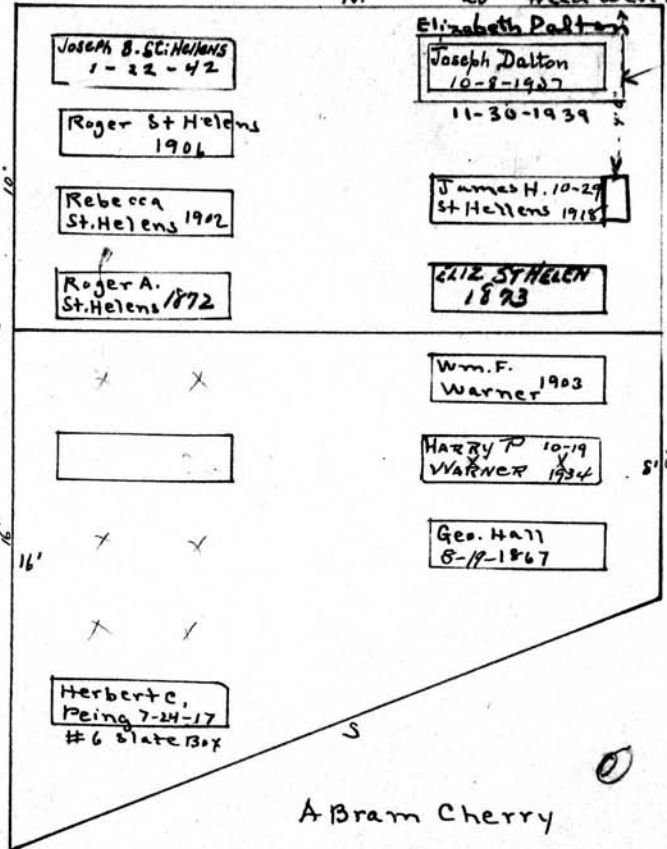 Elizabeth Dalton
Joseph B. St. Hellens
1-22-42
Joseph Dalton
10-8-1937
11-30-1939
Roger St Helens
1906
10'
Rebecca
St. Helens 1902
James H. 10-29
St Hellens 1918
Roger A.
St. Helens 1872
ELIZ ST HELEN
1873
Wm. F.
Warner 1903
HARRY P 10-19
WARNER 1934
8'
16'
16'
Geo. Hall
8-19-1867
Herbert C.
Peing 7-24-17
#6 Slate Box
S
O
ABram Cherry